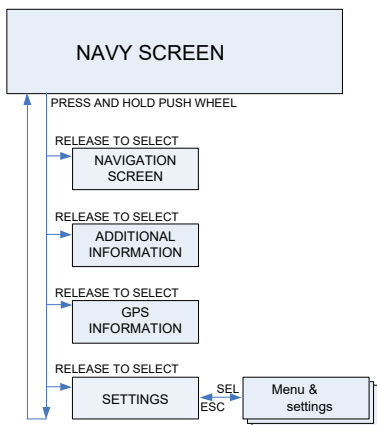 NAVY SCREEN
PRESS AND HOLD PUSH WHEEL
RELEASE TO SELECT
NAVIGATION
SCREEN
RELEASE TO SELECT
ADDITIONAL
INFORMATION
RELEASE TO SELECT
GPS
INFORMATION
RELEASE TO SELECT
SETTINGS
SEL
ESC
Menu &
settings